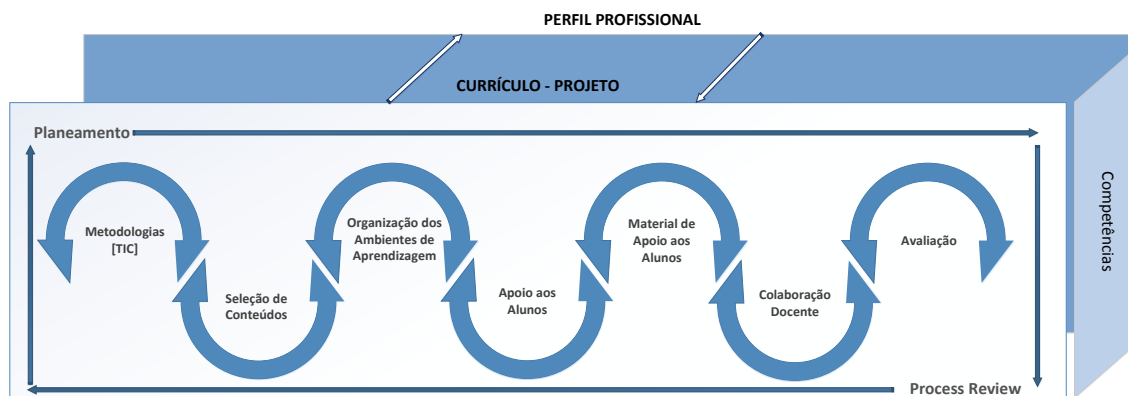 PERFIL PROFISSIONAL
CURRÍCULO - PROJETO
Planeamento
Metodologias
[TIC]
Seleção de
Conteúdos
Organização dos
Ambientes de
Aprendizagem
Apoio aos
Alunos
Material de
Apoio aos
Alunos
Colaboração
Docente
Avaliação
Competências
Process Review